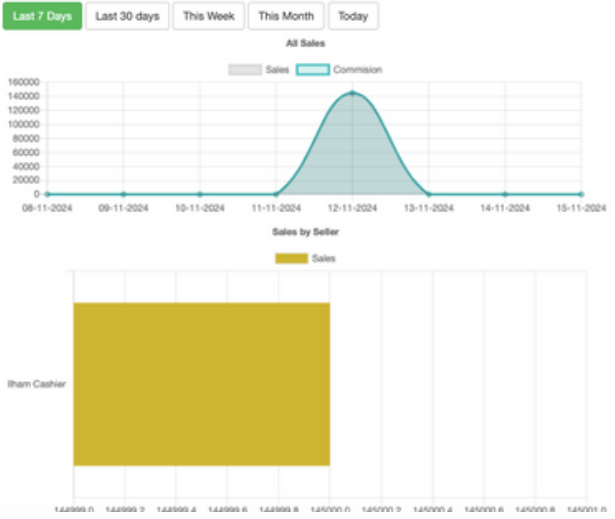 Last 7 Days Last 30 days This Week This Month Today
All Sales
Sales Commision
160000
140000
120000
100000
80000
60000
40000
20000
0
08-11-2024 09-11-2024 10-11-2024 11-11-2024 12-11-2024 13-11-2024 14-11-2024 15-11-2024
Sales by Seller
Sales
Ilham Cashier
144999.0 144999.2 144999.4 144999.6 144999.8 145000.0 145000.2 145000.4 145000.6 145000.8 145001.0